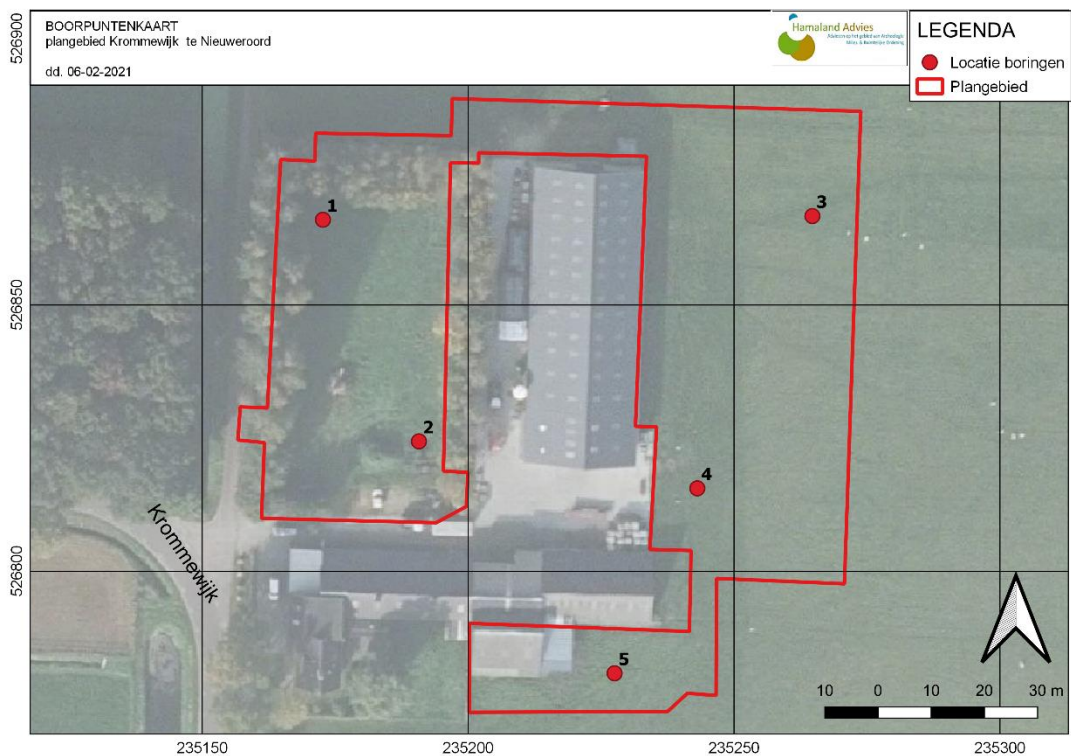 BOORPUNTENKAART
plangebied Krommewijk te Nieuweroord
dd. 06-02-2021
Hamaland Advies
LEGENDA
Locatie boringen
Plangebied
526900
526850
526800
1
2
3
4
5
Krommewijk
10 0 10 20 30 m
235150 235200 235250 235300